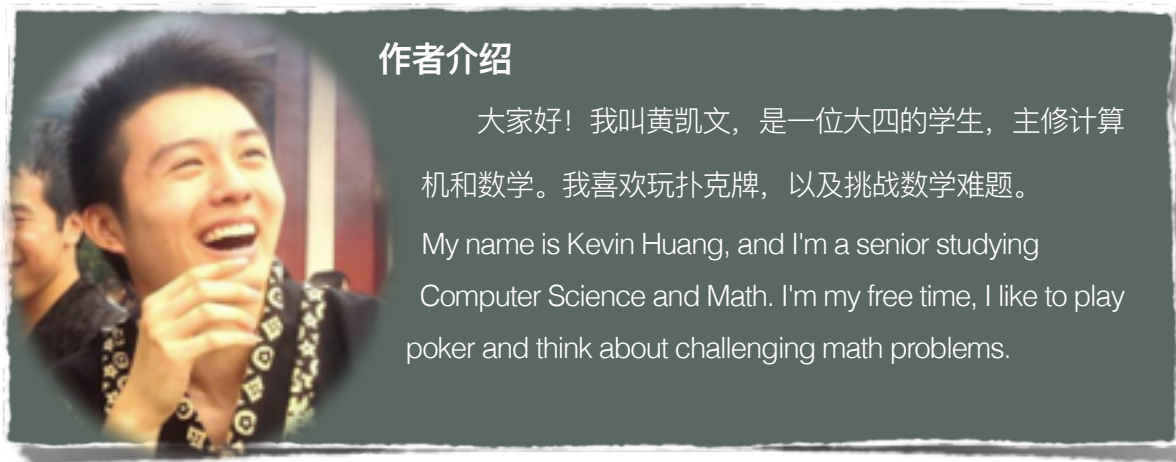 作者介绍
大家好！我叫黄凯文，是一位大四的学生，主修计算
机和数学。我喜欢玩扑克牌，以及挑战数学难题。
My name is Kevin Huang, and I'm a senior studying
Computer Science and Math. I'm my free time, I like to play
poker and think about challenging math problems.